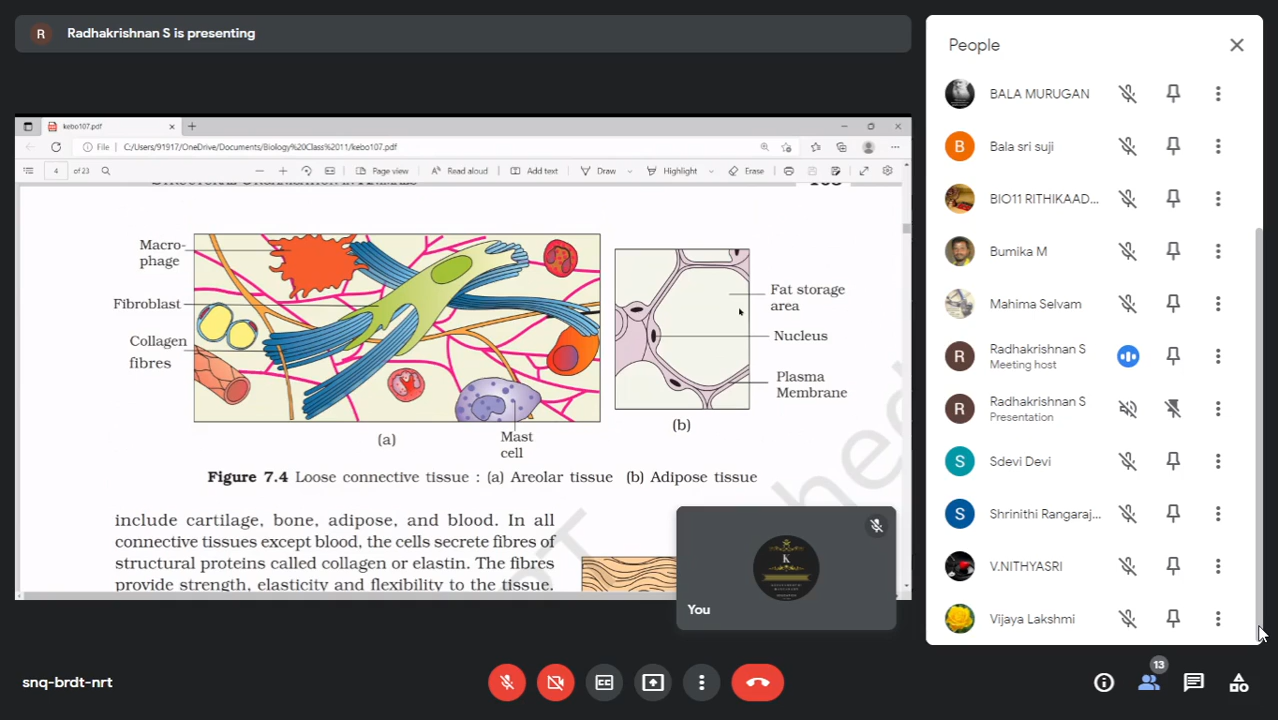 R Radhakrishnan S is presenting
kebo107.pdf
File C:/Users/91917/OneDrive/Documents/Biology%20Class%2011/kebo107.pdf
4 of 23 Page view Read aloud Add text Draw Highlight Erase
STRUCTURAL ORGANISATION IN ANIMALS
Macro-
phage
Fibroblast
Collagen
fibres
Mast
cell
(a)
Fat storage
area
Nucleus
Plasma
Membrane
(b)
Figure 7.4 Loose connective tissue : (a) Areolar tissue (b) Adipose tissue
include cartilage, bone, adipose, and blood. In all
connective tissues except blood, the cells secrete fibres of
structural proteins called collagen or elastin. The fibres
provide strength, elasticity and flexibility to the tissue.
K
You
People
BALA MURUGAN
B Bala sri suji
BIO11 RITHIKAAD...
Bumika M
Mahima Selvam
R Radhakrishnan S
Meeting host
R Radhakrishnan S
Presentation
S Sdevi Devi
S Shrinithi Rangaraj...
V.NITHYASRI
Vijaya Lakshmi
snq-brdt-nrt
13